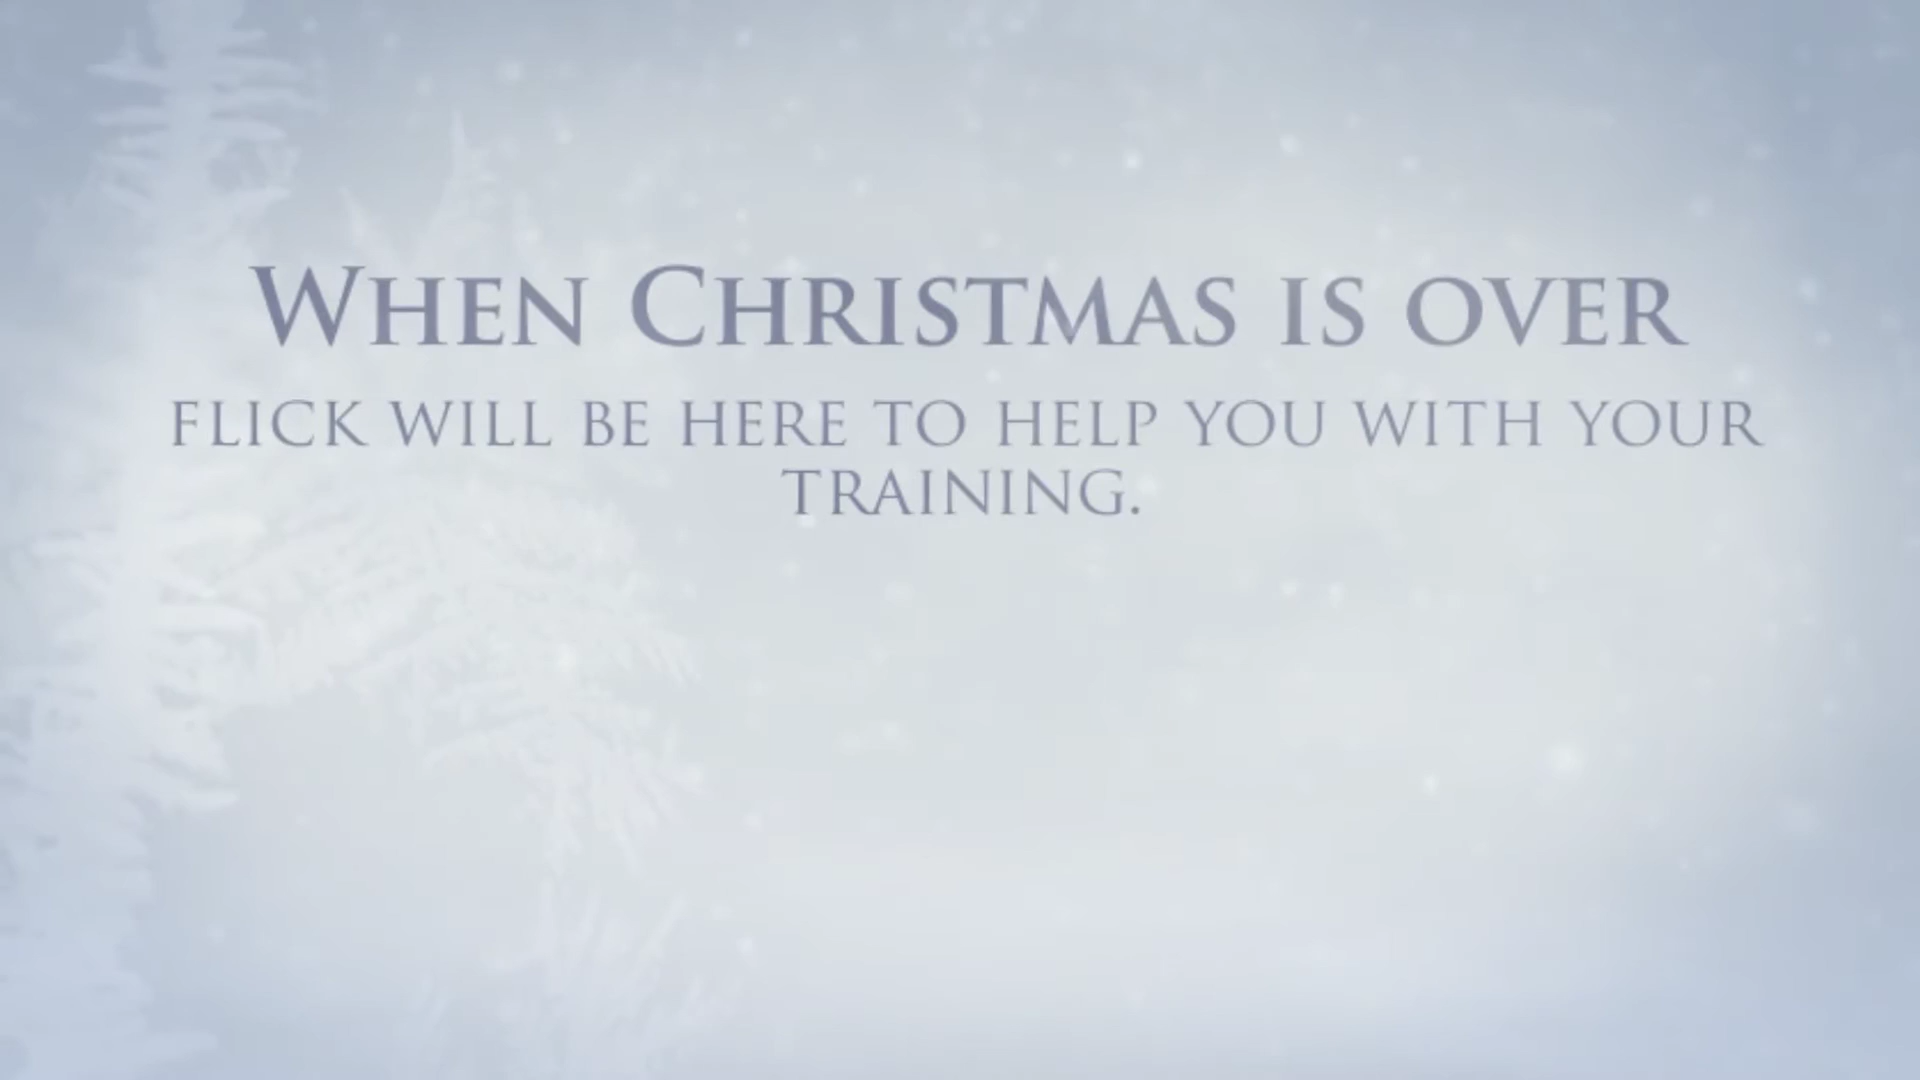 When Christmas is over
flick will be here to help you with your
training.